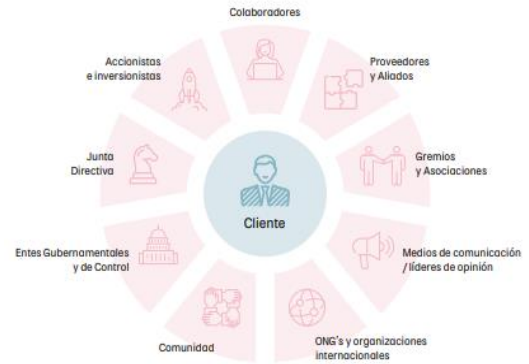 Colaboradores
Accionistas
e inversionistas
Proveedores
y Aliados
Junta
Directiva
Gremios
y Asociaciones
Cliente
Entes Gubernamentales
y de Control
Medios de comunicación
/ líderes de opinión
Comunidad
ONG's y organizaciones
internacionales